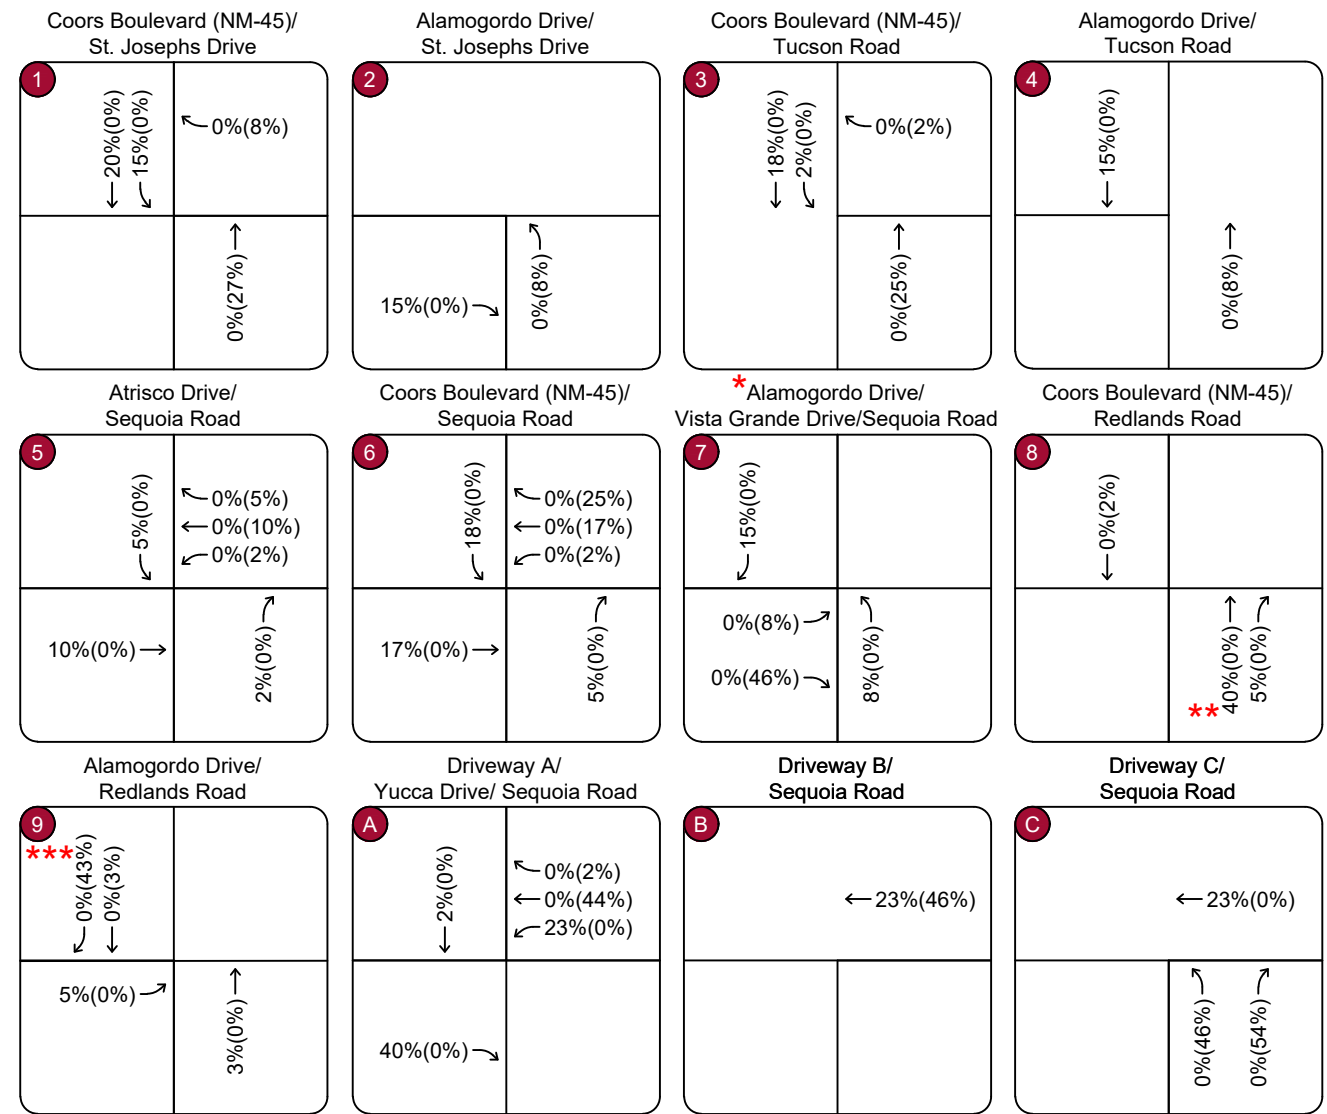 Coors Boulevard (NM-45)/
St. Josephs Drive
1
20%(0%)
15%(0%)
0%(8%)
0%(27%)
Alamogordo Drive/
St. Josephs Drive
2
15%(0%)
0%(8%)
Coors Boulevard (NM-45)/
Tucson Road
3
18%(0%)
2%(0%)
0%(2%)
0%(25%)
Alamogordo Drive/
Tucson Road
4
15%(0%)
0%(8%)
Atrisco Drive/
Sequoia Road
5
5%(0%)
0%(5%)
0%(10%)
0%(2%)
10%(0%)
2%(0%)
Coors Boulevard (NM-45)/
Sequoia Road
6
18%(0%)
0%(25%)
0%(17%)
0%(2%)
17%(0%)
5%(0%)
*Alamogordo Drive/
Vista Grande Drive/Sequoia Road
7
15%(0%)
0%(8%)
0%(46%)
8%(0%)
Coors Boulevard (NM-45)/
Redlands Road
8
0%(2%)
**
40%(0%)
5%(0%)
Alamogordo Drive/
Redlands Road
9
***
0%(43%)
0%(3%)
5%(0%)
3%(0%)
Driveway A/
Yucca Drive/ Sequoia Road
A
2%(0%)
0%(2%)
0%(44%)
23%(0%)
40%(0%)
Driveway B/
Sequoia Road
B
23%(46%)
Driveway C/
Sequoia Road
C
23%(0%)
0%(46%)
0%(54%)